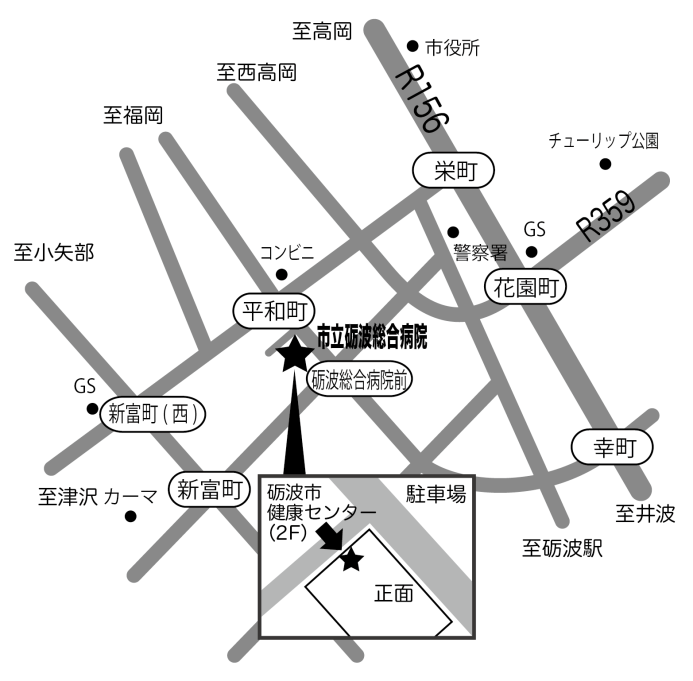 至高岡
市役所
至西高岡
R156
至福岡
チューリップ公園
栄町
R359
GS
警察署
至小矢部
コンビニ
花園町
平和町
市立砺波総合病院
砺波総合病院前
GS
新富町(西)
幸町
新富町
至津沢 カーマ
砺波市
健康センター
(2F)
駐車場
至井波
至砺波駅
正面